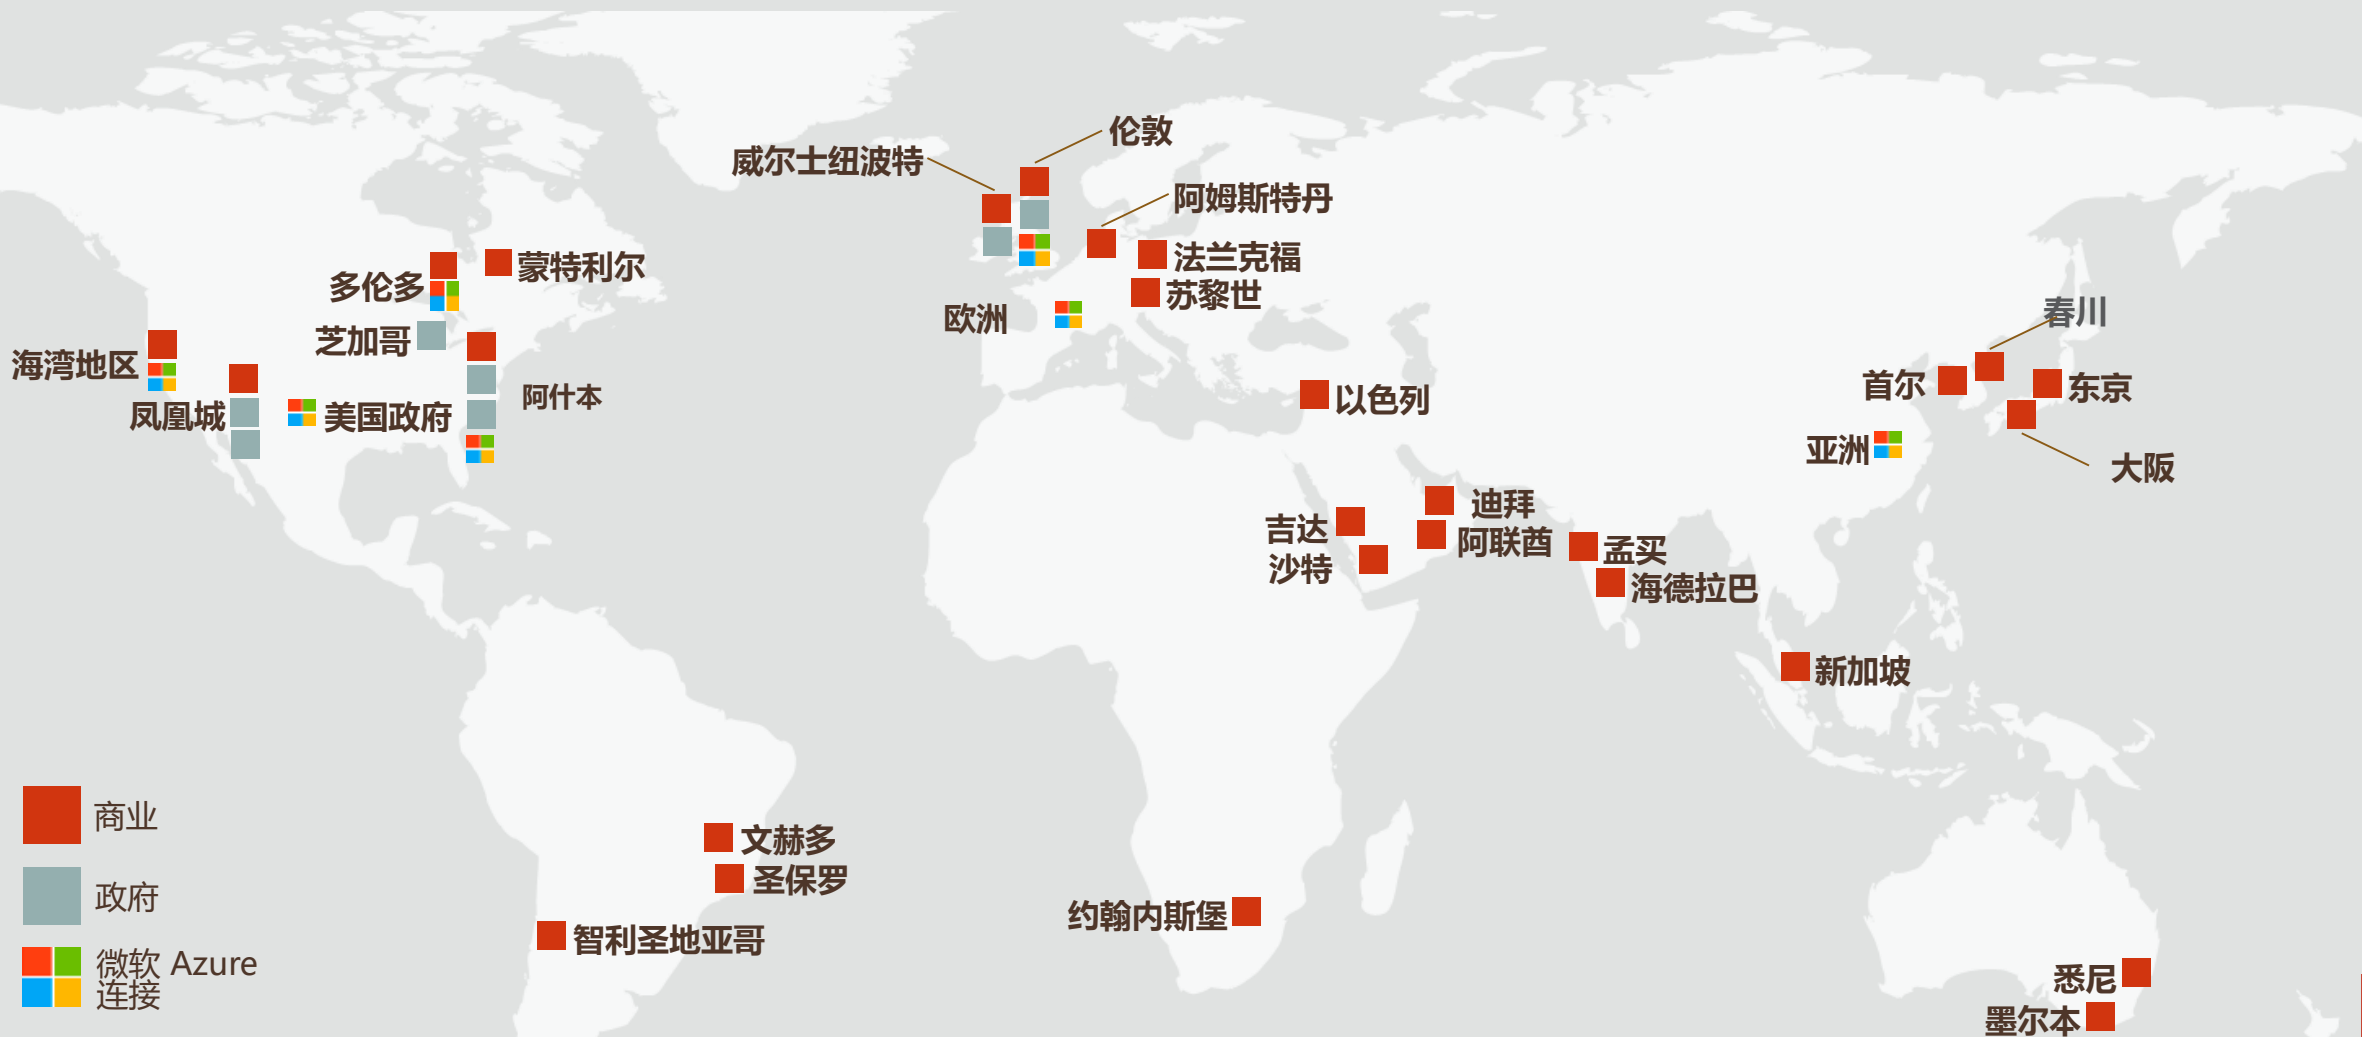 伦敦
威尔士纽波特
阿姆斯特丹
法兰克福
苏黎世
欧洲
蒙特利尔
多伦多
芝加哥
海湾地区
凤凰城
美国政府
阿什本
以色列
春川
首尔
东京
亚洲
大阪
迪拜
阿联酋
吉达
沙特
孟买
海德拉巴
新加坡
文赫多
圣保罗
智利圣地亚哥
约翰内斯堡
悉尼
墨尔本
商业
政府
微软 Azure
连接